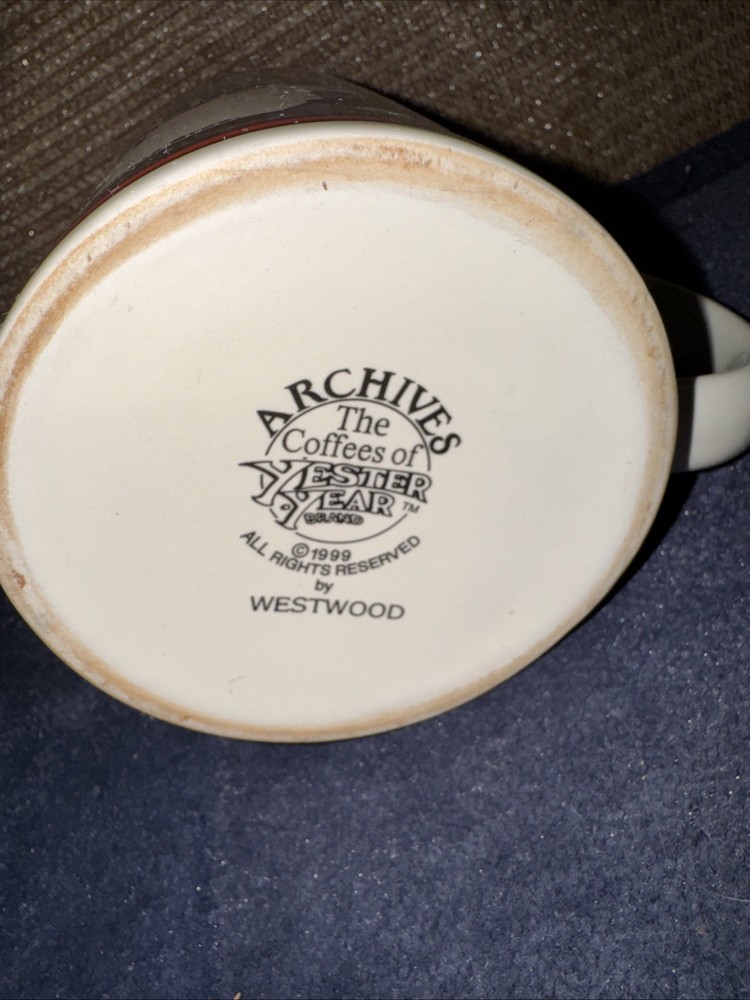 ARCHIVES
The
Coffees of
YESTER
YEAR ™
BRAND
©1999
ALL RIGHTS RESERVED
by
WESTWOOD